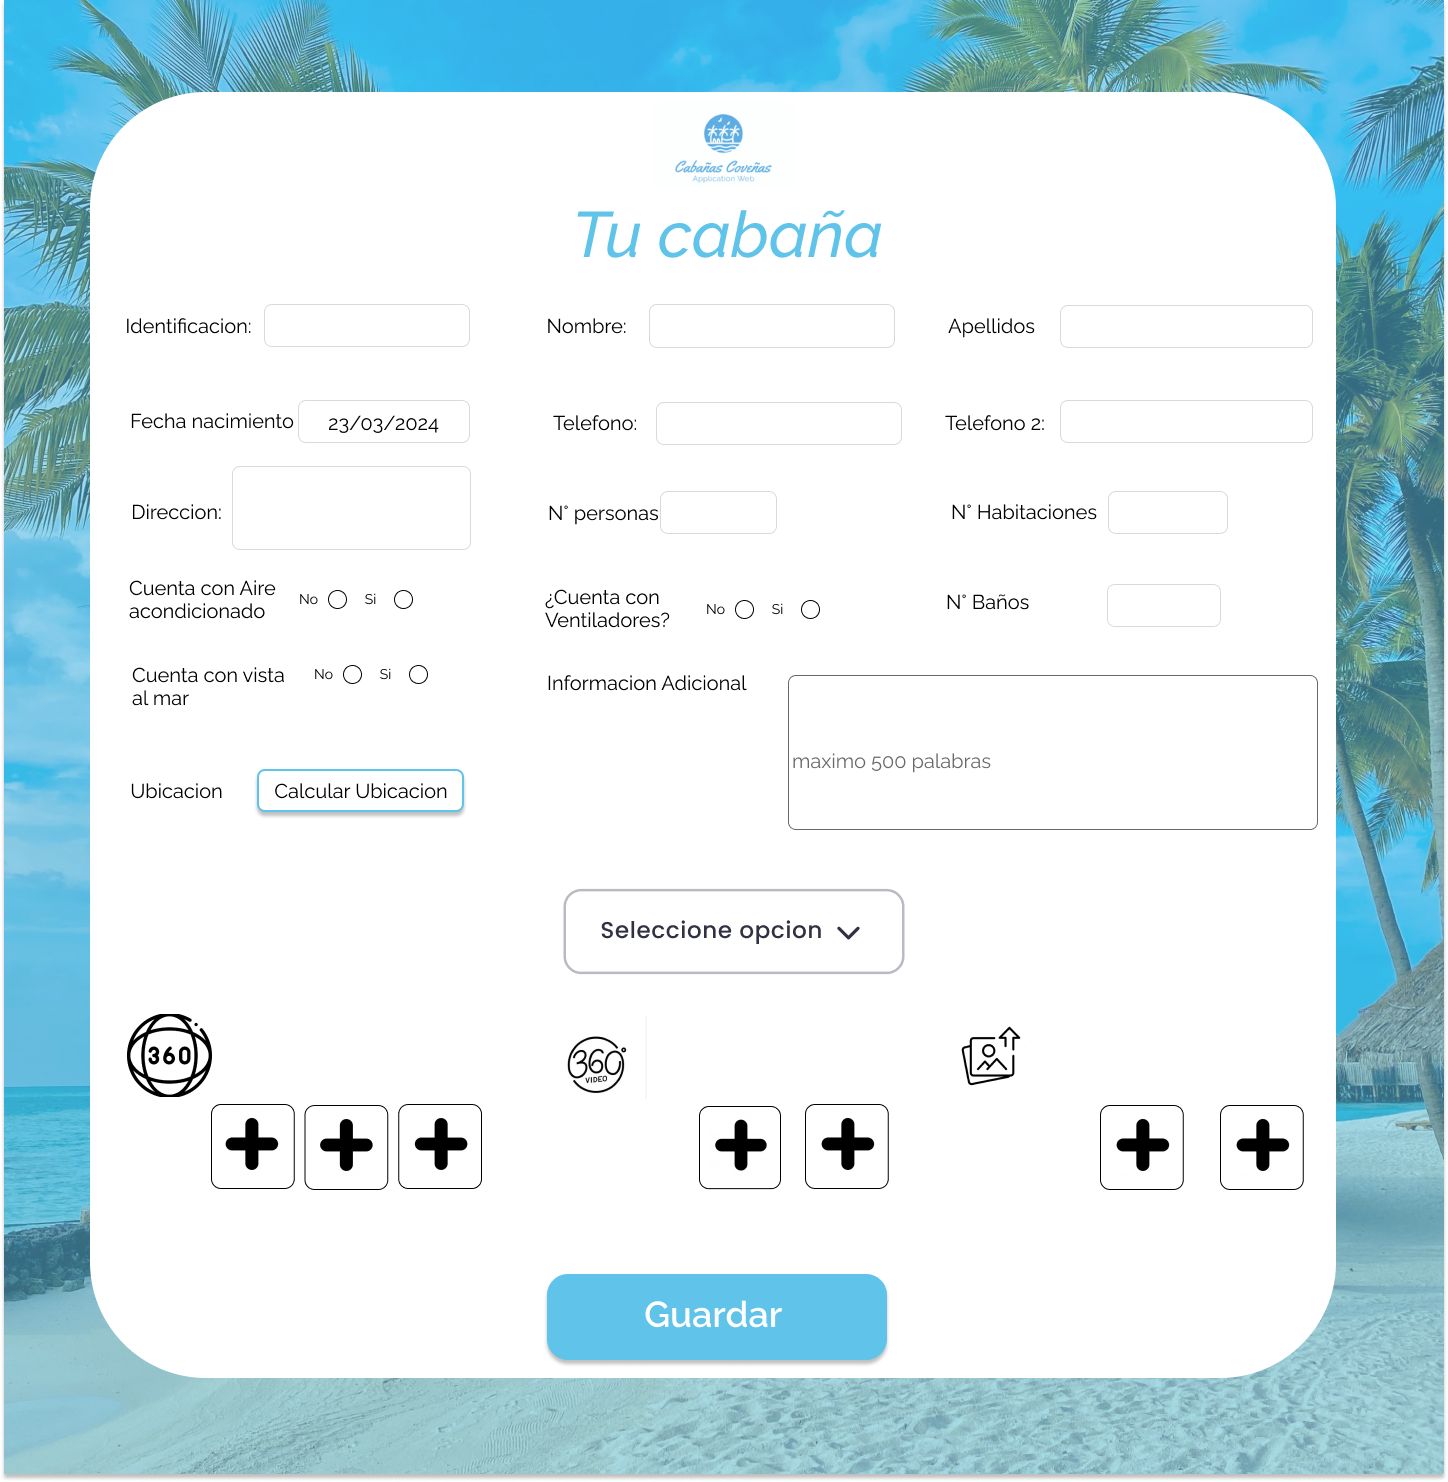 Cabañas Coveñas
Application Web
Tu cabaña
Identificacion:
Nombre:
Apellidos
Fecha nacimiento 23/03/2024
Telefono:
Telefono 2:
Direccion:
N° personas
N° Habitaciones
Cuenta con Aire
acondicionado
No Si
¿Cuenta con
Ventiladores?
No Si
N° Baños
Cuenta con vista
al mar
No Si
Informacion Adicional
maximo 500 palabras
Ubicacion
Calcular Ubicacion
Seleccione opcion
360
360°
VIDEO
Guardar